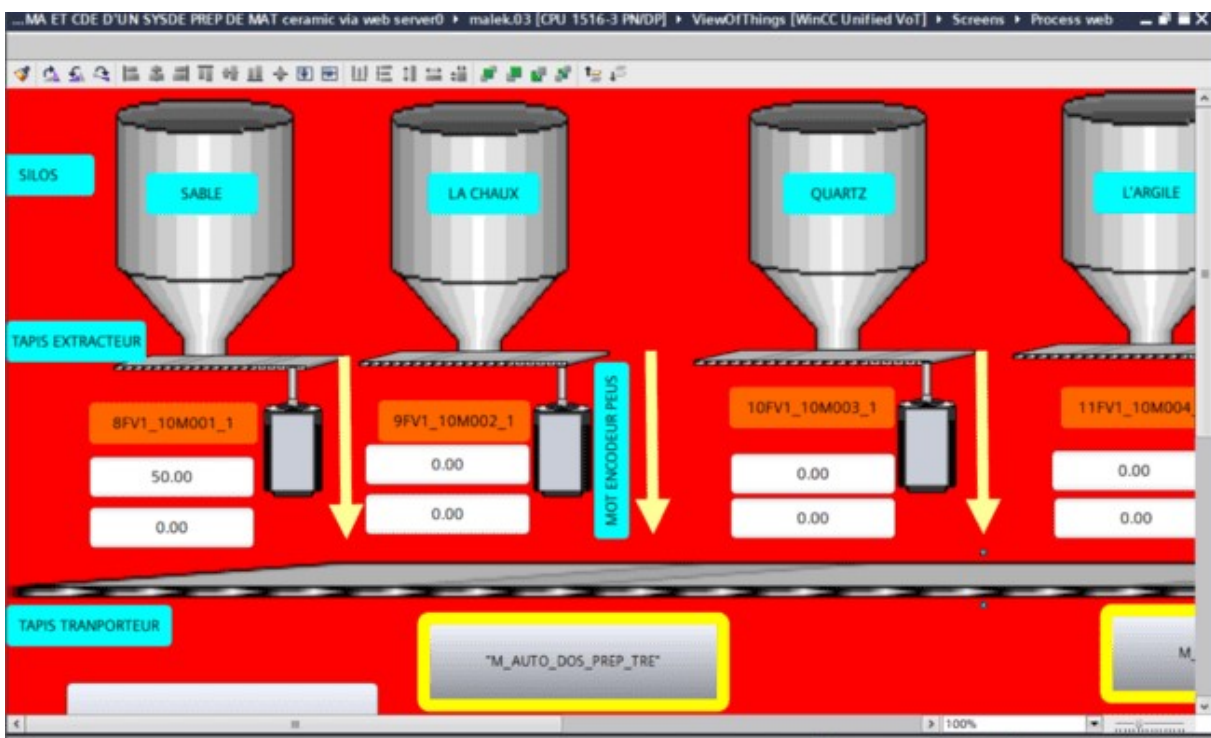 ...MA ET CDE D'UN SYSDE PREP DE MAT ceramic via web server0 ▸ malek.03 [CPU 1516-3 PN/DP] ▸ ViewOfThings [WinCC Unified VoT] ▸ Screens ▸ Process web
SILOS
SABLE
LA CHAUX
QUARTZ
L'ARGILE
TAPIS EXTRACTEUR
8FV1_10M001_1
9FV1_10M002_1
MOT ENCODEUR PEUS
10FV1_10M003_1
11FV1_10M004_
50.00
0.00
0.00
0.00
0.00
0.00
0.00
0.00
TAPIS TRANPORTEUR
"M_AUTO_DOS_PREP_TRE"
M_
100%